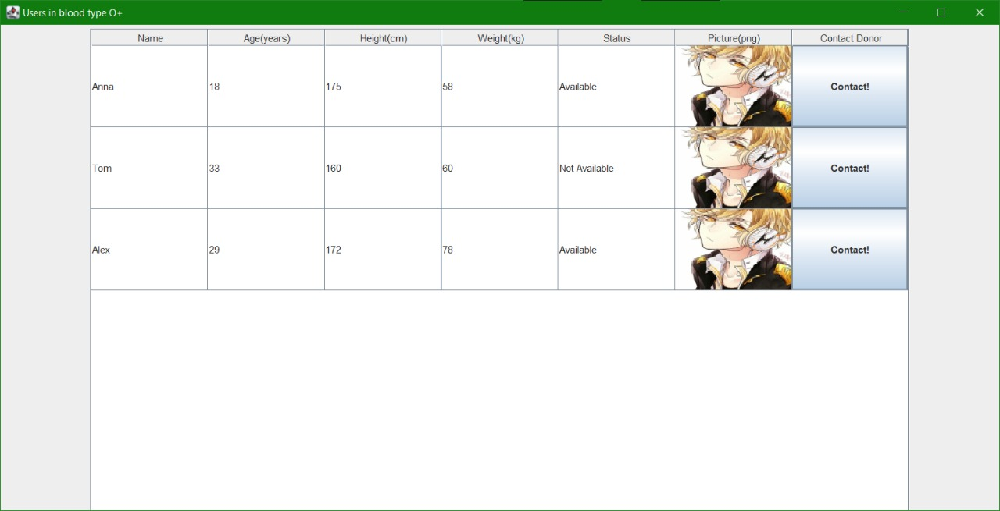 Users in blood type O+
Name Age(years) Height(cm) Weight(kg) Status Picture(png) Contact Donor
Anna 18 175 58 Available Contact!
Tom 33 160 60 Not Available Contact!
Alex 29 172 78 Available Contact!